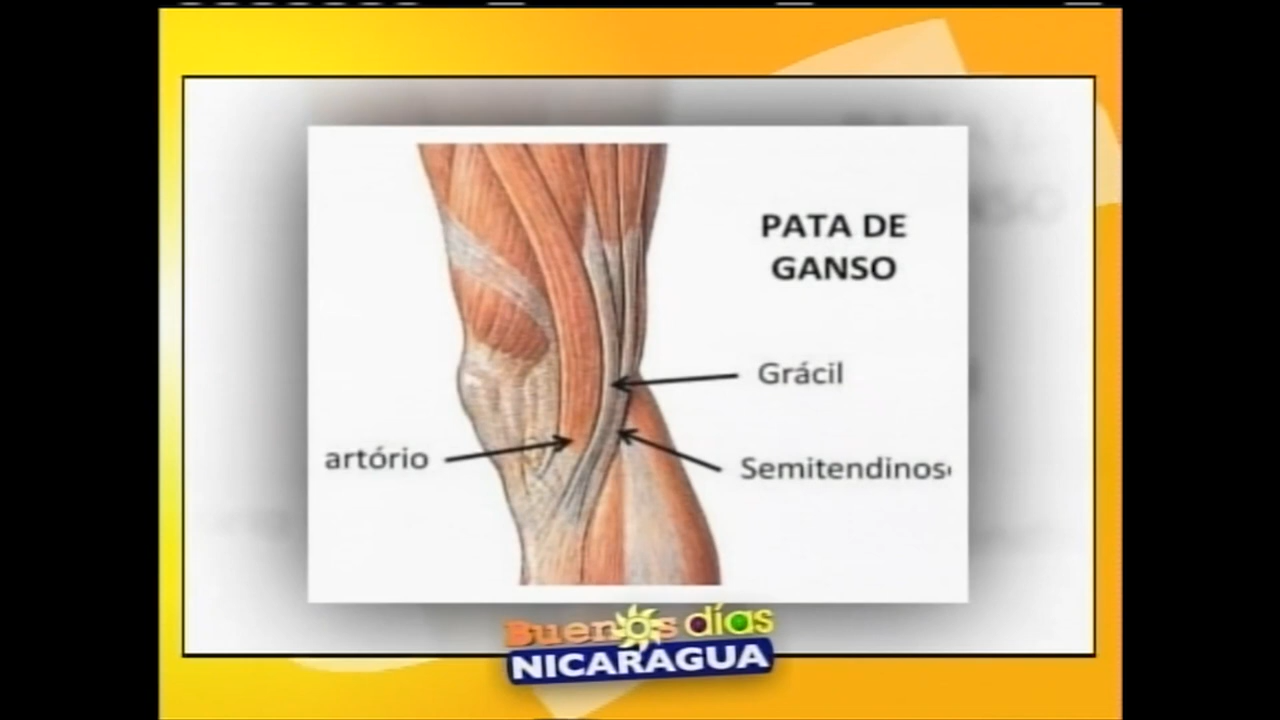 PATA DE
GANSO
Grácil
artório
Semitendinos
Buenos días
NICARAGUA